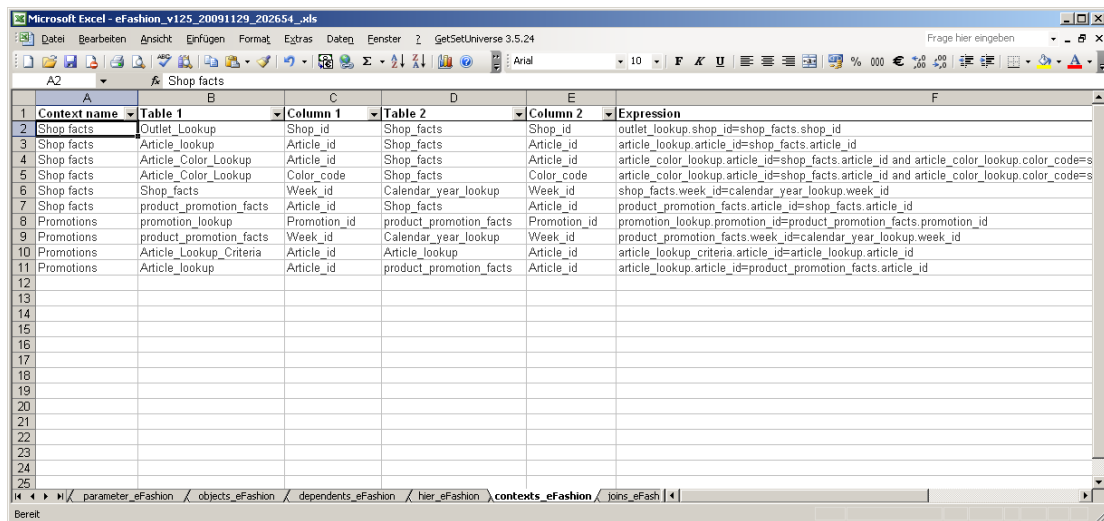 Microsoft Excel - eFashion_v125_20091129_202654_.xls
Datei Bearbeiten Ansicht Einfügen Format Extras Daten Fenster ? GetSetUniverse 3.5.24 Frage hier eingeben
Arial 10 F K U % 000 €
A2 fx Shop facts
A B C D E F
1 Context name Table 1 Column 1 Table 2 Column 2 Expression
2 Shop facts Outlet_Lookup Shop_id Shop_facts Shop_id outlet_lookup.shop_id=shop_facts.shop_id
3 Shop facts Article_lookup Article_id Shop_facts Article_id article_lookup.article_id=shop_facts.article_id
4 Shop facts Article_Color_Lookup Article_id Shop_facts Article_id article_color_lookup.article_id=shop_facts.article_id and article_color_lookup.color_code=s
5 Shop facts Article_Color_Lookup Color_code Shop_facts Color_code article_color_lookup.article_id=shop_facts.article_id and article_color_lookup.color_code=s
6 Shop facts Shop_facts Week_id Calendar_year_lookup Week_id shop_facts.week_id=calendar_year_lookup.week_id
7 Shop facts product_promotion_facts Article_id Shop_facts Article_id product_promotion_facts.article_id=shop_facts.article_id
8 Promotions promotion_lookup Promotion_id product_promotion_facts Promotion_id promotion_lookup.promotion_id=product_promotion_facts.promotion_id
9 Promotions product_promotion_facts Week_id Calendar_year_lookup Week_id product_promotion_facts.week_id=calendar_year_lookup.week_id
10 Promotions Article_Lookup_Criteria Article_id Article_lookup Article_id article_lookup_criteria.article_id=article_lookup.article_id
11 Promotions Article_lookup Article_id product_promotion_facts Article_id article_lookup.article_id=product_promotion_facts.article_id
12
13
14
15
16
17
18
19
20
21
22
23
24
25
parameter_eFashion objects_eFashion dependents_eFashion hier_eFashion contexts_eFashion joins_eFash
Bereit